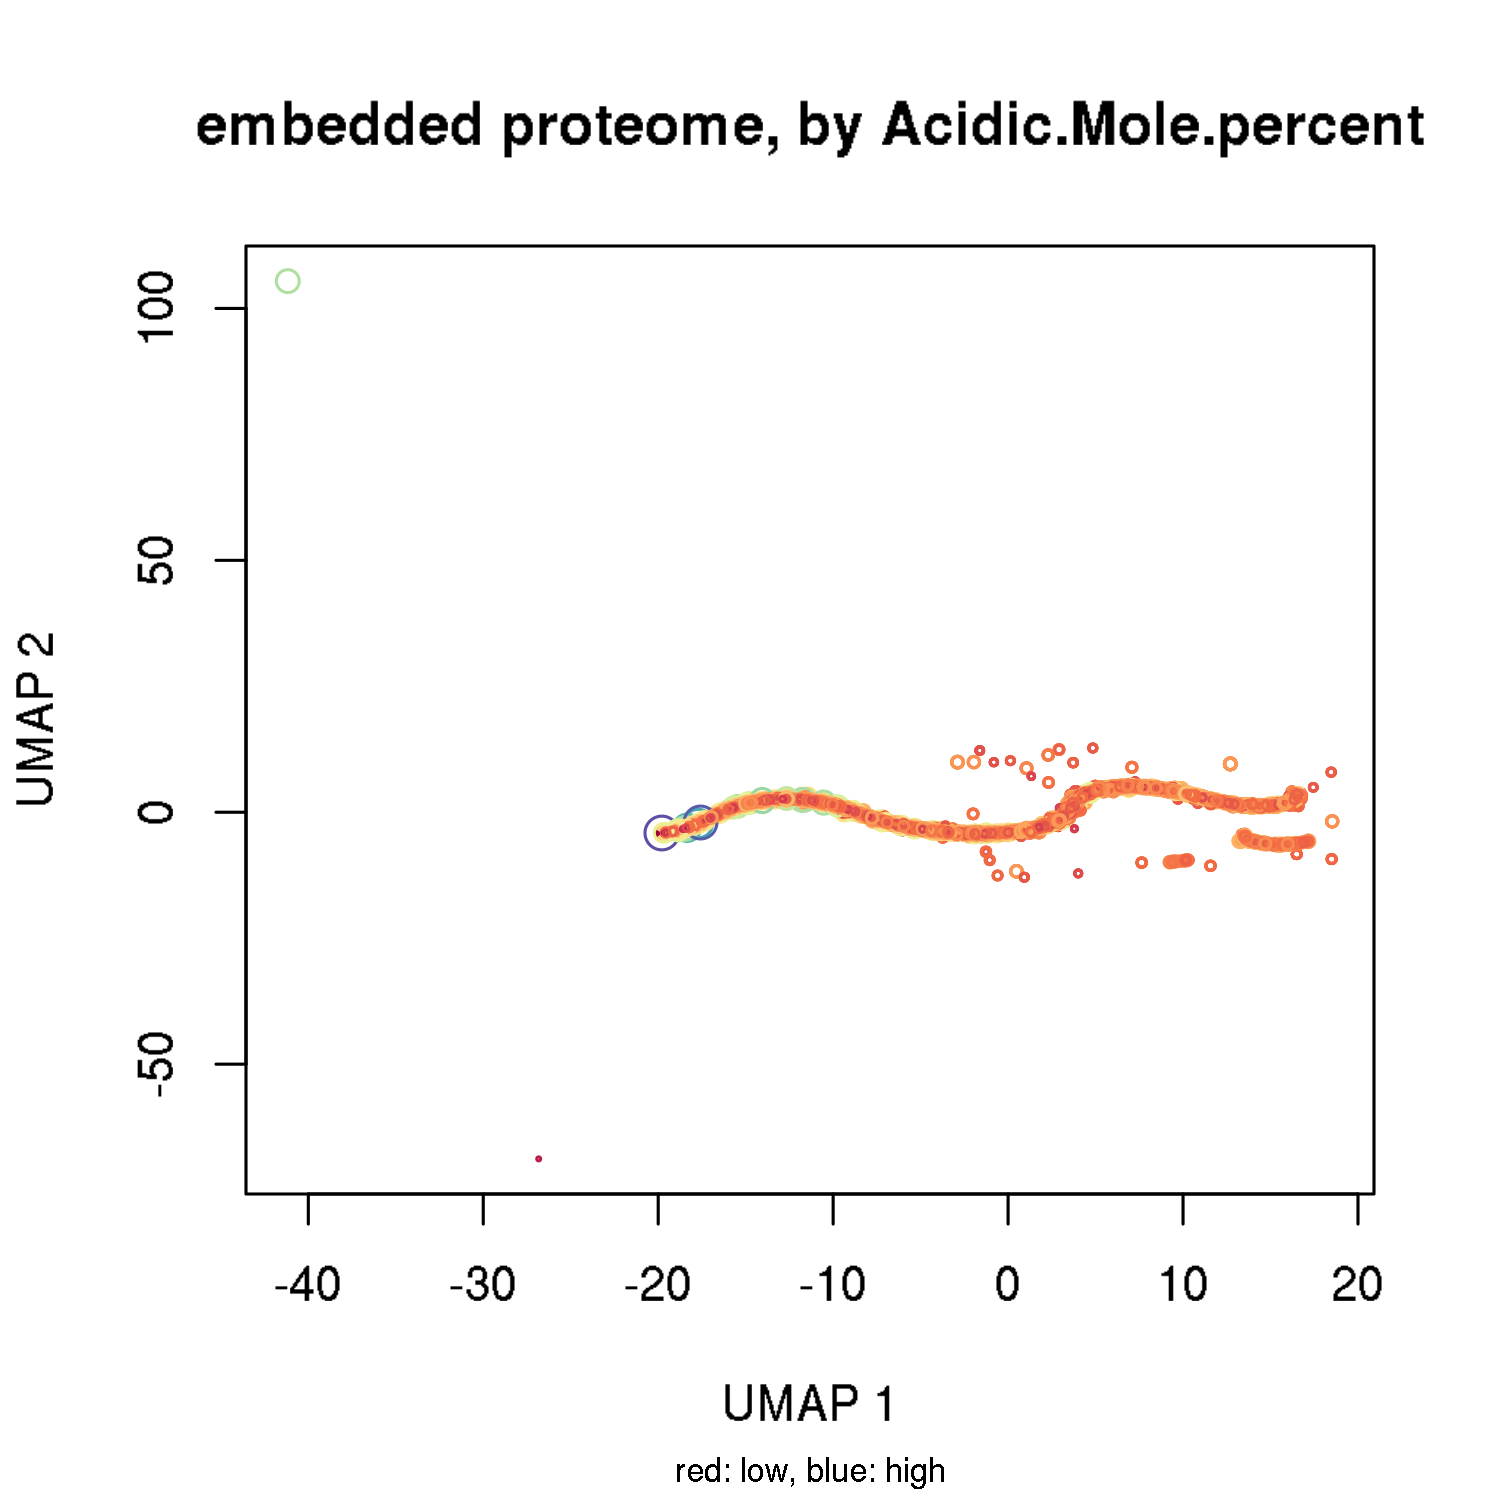 embedded proteome, by Acidic.Mole.percent
100
50
0
-50
UMAP 2
-40 -30 -20 -10 0 10 20
UMAP 1
red: low, blue: high